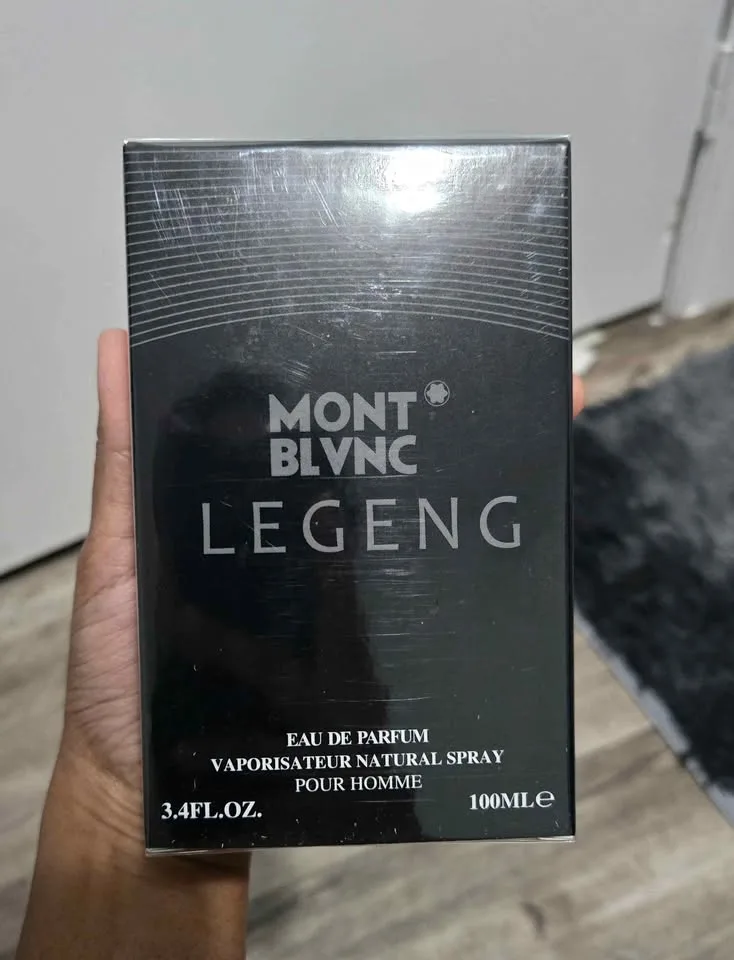 MONT
BLVNC
LEGENG
EAU DE PARFUM
VAPORISATEUR NATURAL SPRAY
POUR HOMME
3.4FL.OZ. 100ML℮